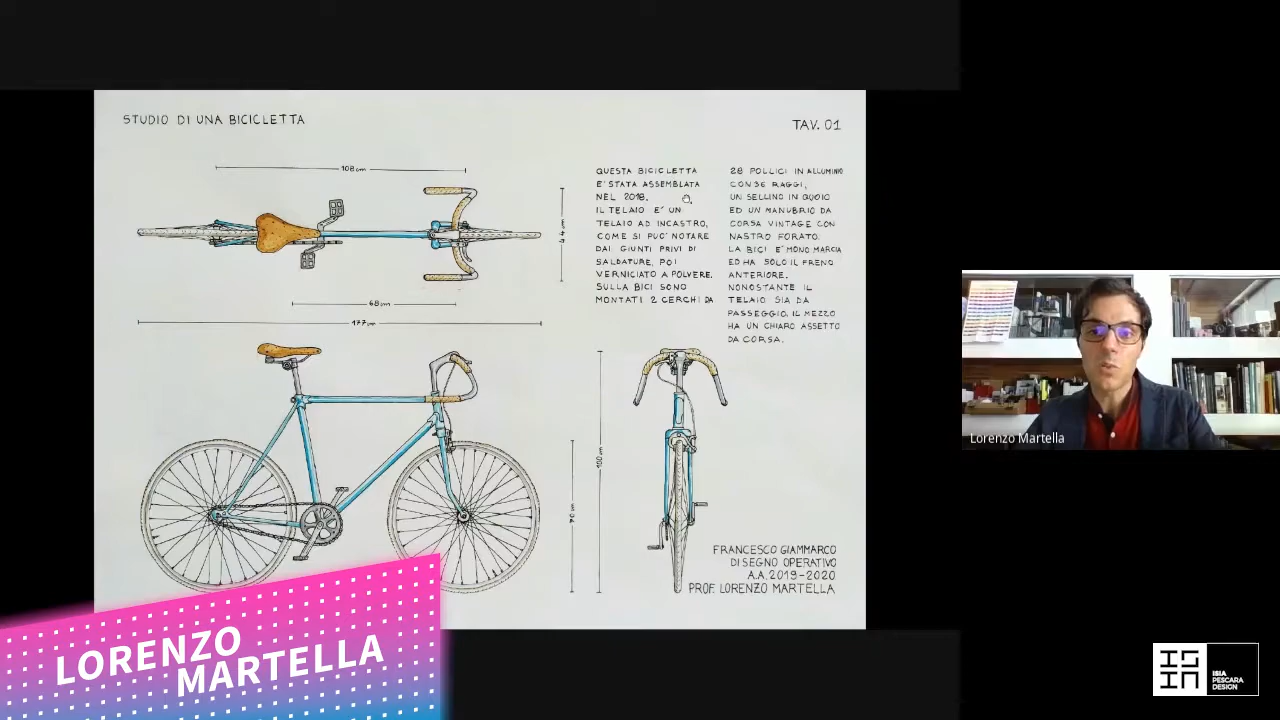 STUDIO DI UNA BICICLETTA
TAV. 01
108 cm
44 cm
68 cm
177 cm
QUESTA BICICLETTA
E' STATA ASSEMBLATA
NEL 2018.
IL TELAIO E' UN
TELAIO AD INCASTRO,
COME SI PUO' NOTARE
DAI GIUNTI PRIVI DI
SALDATURE, POI
VERNICIATO A POLVERE.
SULLA BICI SONO
MONTATI 2 CERCHI DA
28 POLLICI IN ALLUMINIO
CON 36 RAGGI,
UN SELLINO IN CUOIO
ED UN MANUBRIO DA
CORSA VINTAGE CON
NASTRO FORATO.
LA BICI E' MONO MARCIA
ED HA SOLO IL FRENO
ANTERIORE.
NONOSTANTE IL
TELAIO SIA DA
PASSEGGIO, IL MEZZO
HA UN CHIARO ASSETTO
DA CORSA.
70 cm
100 cm
FRANCESCO GIAMMARCO
DISEGNO OPERATIVO
A.A. 2019-2020
PROF. LORENZO MARTELLA
Lorenzo Martella
LORENZO
MARTELLA
ISIA
PESCARA
DESIGN